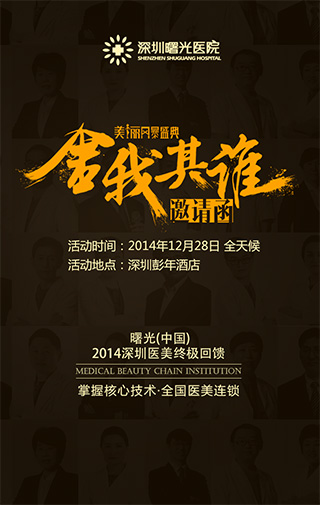 深圳曙光医院
SHENZHEN SHUGUANG HOSPITAL
美丽风暴盛典
舍我其谁
邀请函
活动时间：2014年12月28日 全天候
活动地点：深圳彭年酒店
曙光(中国)
2014深圳医美终极回馈
MEDICAL BEAUTY CHAIN INSTITUTION
掌握核心技术·全国医美连锁